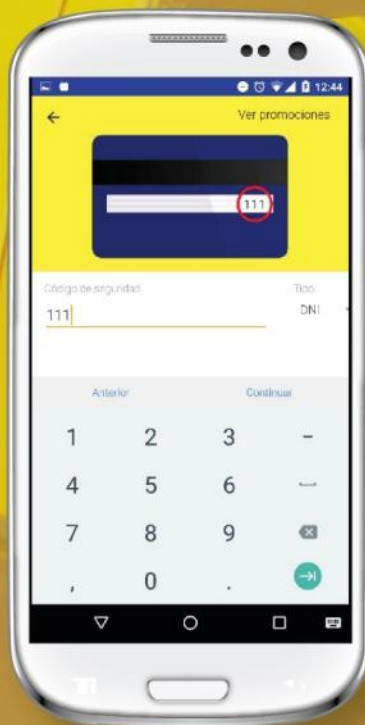 12:44
Ver promociones
111
Código de seguridad
Tipo
111
DNI
Anterior
Continuar
1 2 3 -
4 5 6
7 8 9
, 0 .